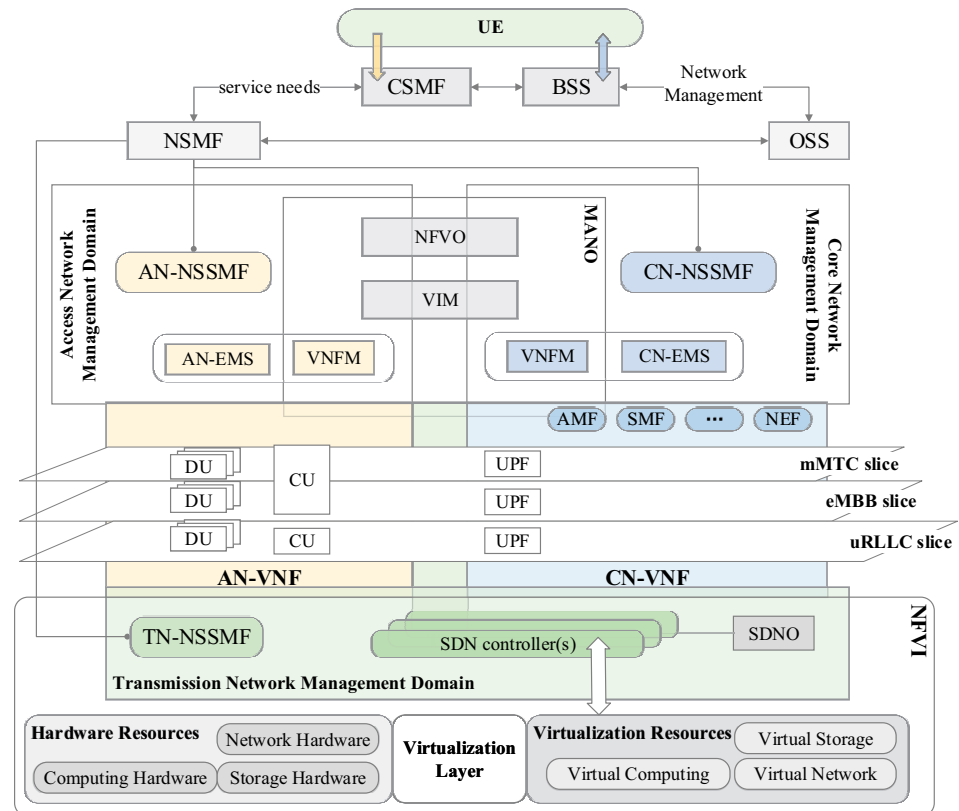 UE
service needs
CSMF
BSS
Network
Management
NSMF
OSS
Access Network
Management Domain
MANO
Core Network
Management Domain
NFVO
AN-NSSMF
CN-NSSMF
VIM
AN-EMS
VNFM
VNFM
CN-EMS
AMF
SMF
...
NEF
DU
CU
UPF
mMTC slice
DU
UPF
eMBB slice
DU
CU
UPF
uRLLC slice
AN-VNF
CN-VNF
NFVI
TN-NSSMF
SDN controller(s)
SDNO
Transmission Network Management Domain
Hardware Resources
Network Hardware
Computing Hardware
Storage Hardware
Virtualization
Layer
Virtualization Resources
Virtual Storage
Virtual Computing
Virtual Network